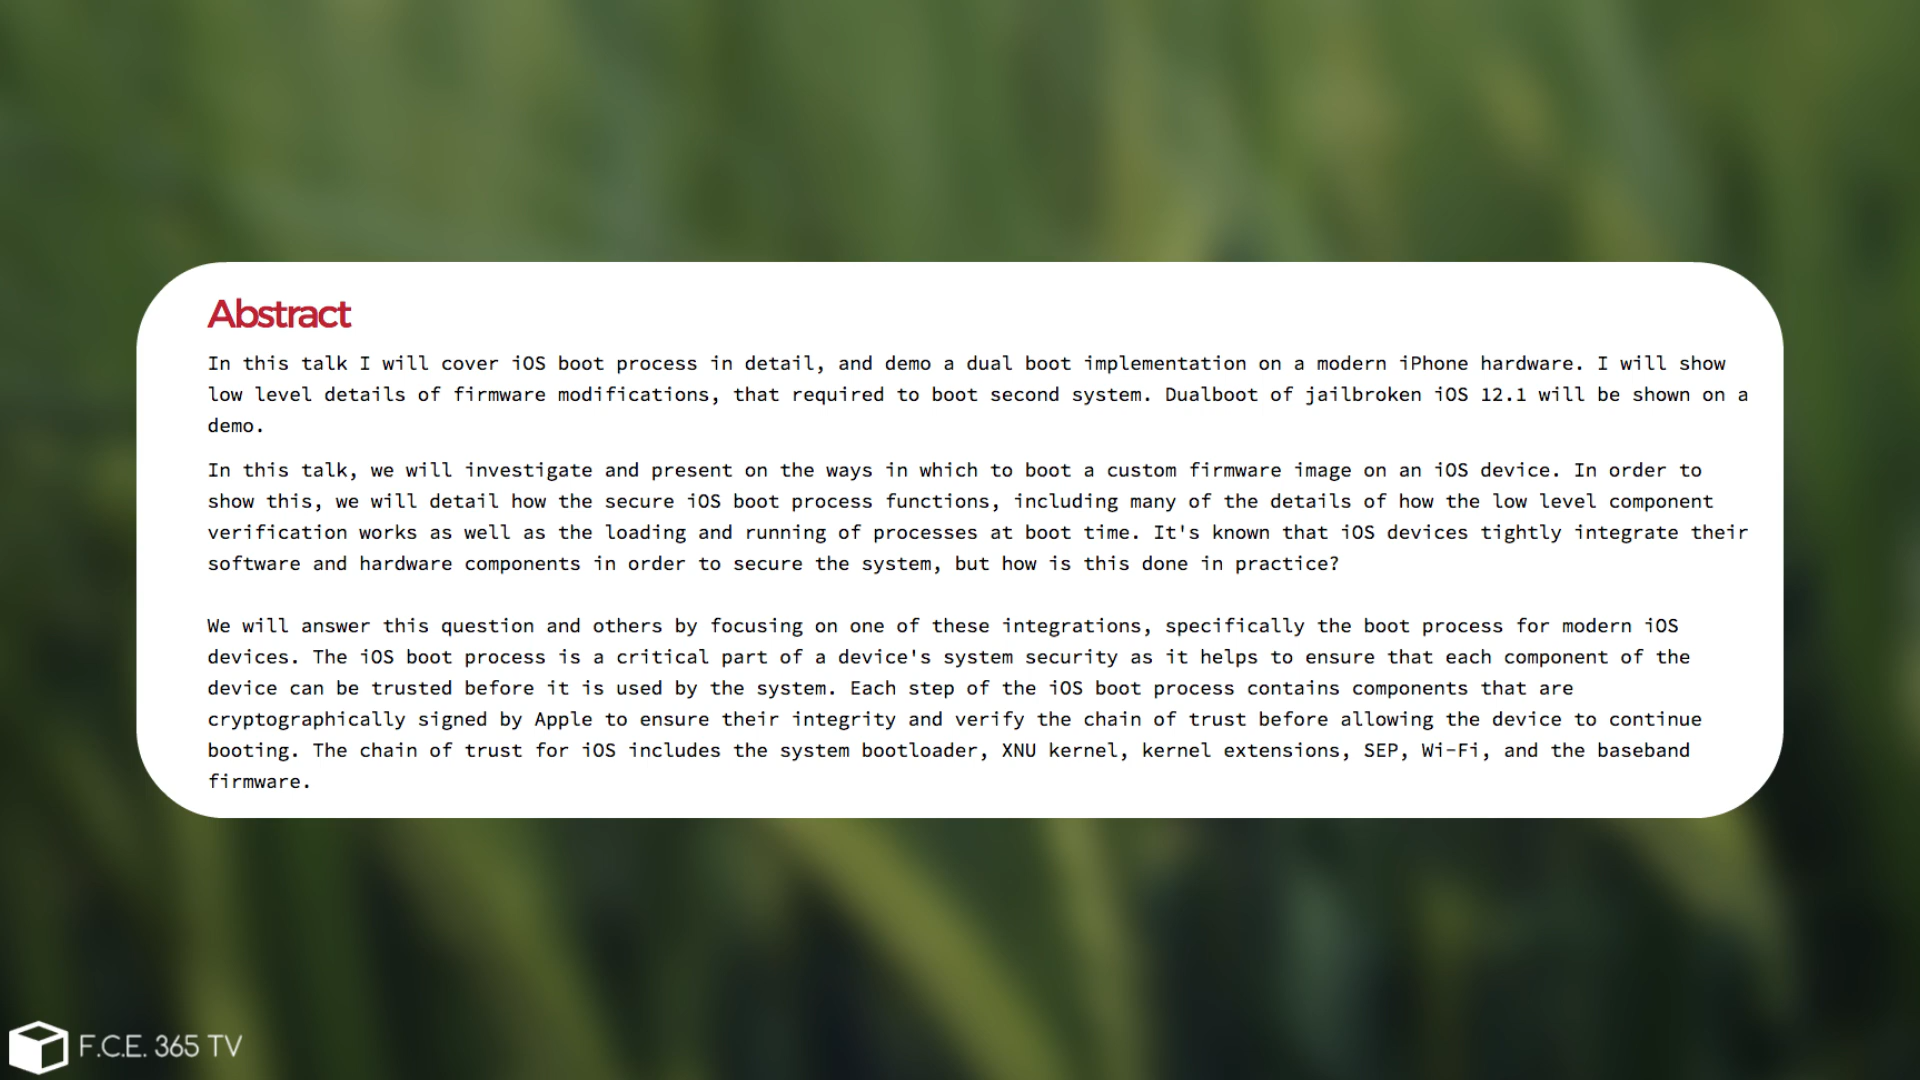 Abstract
In this talk I will cover iOS boot process in detail, and demo a dual boot implementation on a modern iPhone hardware. I will show
low level details of firmware modifications, that required to boot second system. Dualboot of jailbroken iOS 12.1 will be shown on a
demo.
In this talk, we will investigate and present on the ways in which to boot a custom firmware image on an iOS device. In order to
show this, we will detail how the secure iOS boot process functions, including many of the details of how the low level component
verification works as well as the loading and running of processes at boot time. It's known that iOS devices tightly integrate their
software and hardware components in order to secure the system, but how is this done in practice?
We will answer this question and others by focusing on one of these integrations, specifically the boot process for modern iOS
devices. The iOS boot process is a critical part of a device's system security as it helps to ensure that each component of the
device can be trusted before it is used by the system. Each step of the iOS boot process contains components that are
cryptographically signed by Apple to ensure their integrity and verify the chain of trust before allowing the device to continue
booting. The chain of trust for iOS includes the system bootloader, XNU kernel, kernel extensions, SEP, Wi-Fi, and the baseband
firmware.
F.C.E. 365 TV